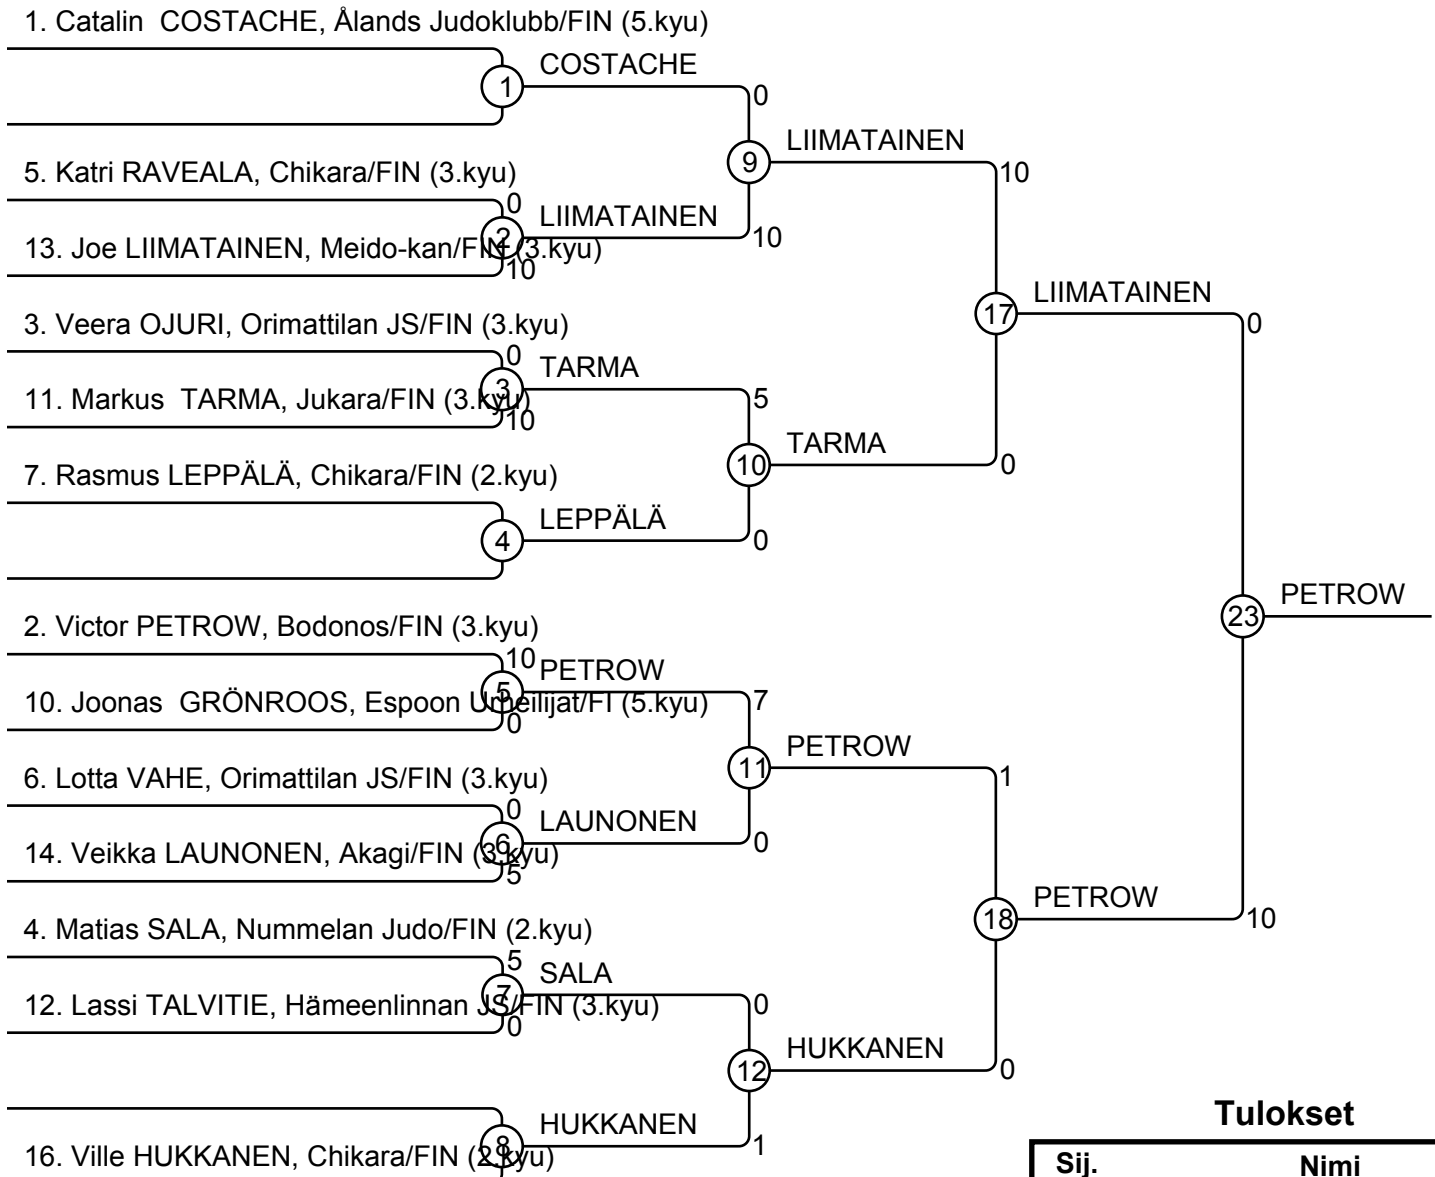 1. Catalin  COSTACHE, Ålands Judoklubb/FIN (5.kyu)
COSTACHE
1
0
LIIMATAINEN
9
5. Katri RAVEALA, Chikara/FIN (3.kyu)
10
0
LIIMATAINEN
2
10
13. Joe LIIMATAINEN, Meido-kan/FIN (3.kyu)
10
LIIMATAINEN
17
0
3. Veera OJURI, Orimattilan JS/FIN (3.kyu)
0
TARMA
3
5
11. Markus  TARMA, Jukara/FIN (3.kyu)
10
TARMA
10
0
7. Rasmus LEPPÄLÄ, Chikara/FIN (2.kyu)
LEPPÄLÄ
4
0
PETROW
23
2. Victor PETROW, Bodonos/FIN (3.kyu)
10
PETROW
5
7
10. Joonas  GRÖNROOS, Espoon Urheilijat/FI (5.kyu)
0
PETROW
11
1
6. Lotta VAHE, Orimattilan JS/FIN (3.kyu)
0
LAUNONEN
6
0
14. Veikka LAUNONEN, Akagi/FIN (3.kyu)
5
PETROW
18
10
4. Matias SALA, Nummelan Judo/FIN (2.kyu)
5
SALA
7
0
12. Lassi TALVITIE, Hämeenlinnan JS/FIN (3.kyu)
0
HUKKANEN
12
0
HUKKANEN
8
1
16. Ville HUKKANEN, Chikara/FIN (2.kyu)
Tulokset
Sij. Nimi